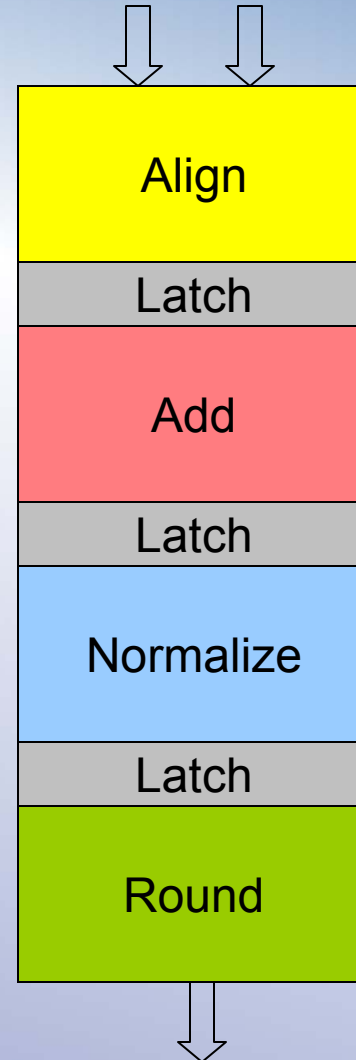 Align
Latch
Add
Latch
Normalize
Latch
Round